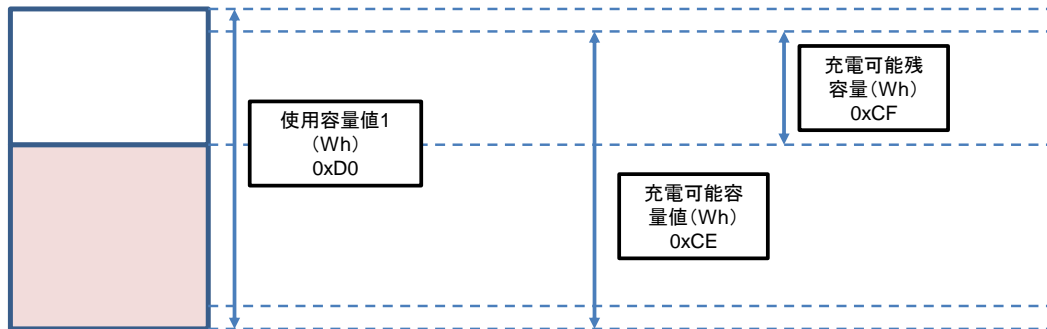 使用容量値1
（Wh）
0xD0
充電可能容
量値（Wh）
0xCE
充電可能残
容量（Wh）
0xCF